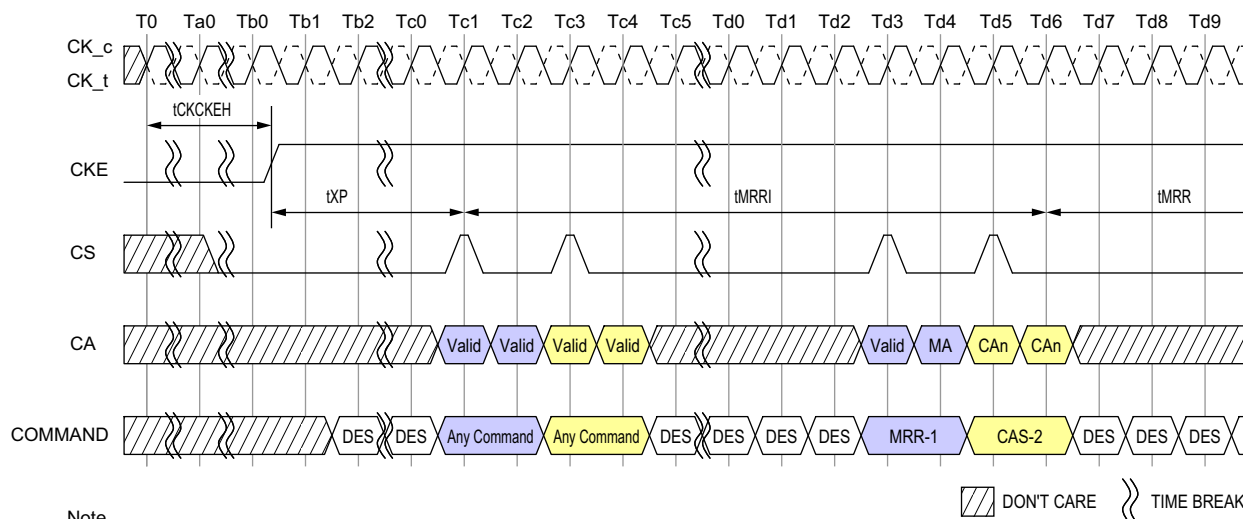 T0 Ta0 Tb0 Tb1 Tb2 Tc0 Tc1 Tc2 Tc3 Tc4 Tc5 Td0 Td1 Td2 Td3 Td4 Td5 Td6 Td7 Td8 Td9
CK_c
CK_t
tCKCKEH
CKE
tXP tMRRI tMRR
CS
CA Valid Valid Valid Valid Valid MA CAn CAn
COMMAND DES DES Any Command Any Command DES DES DES DES MRR-1 CAS-2 DES DES DES
DON'T CARE TIME BREAK
Note